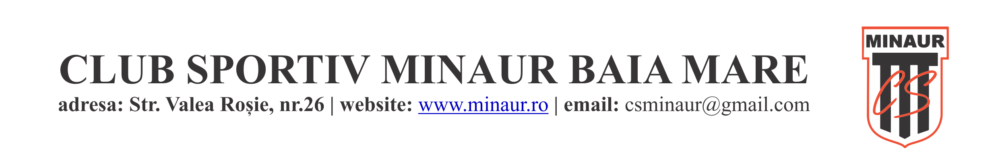 CLUB SPORTIV MINAUR BAIA MARE
adresa: Str. Valea Roșie, nr.26 | website: www.minaur.ro | email: csminaur@gmail.com
MINAUR
CS